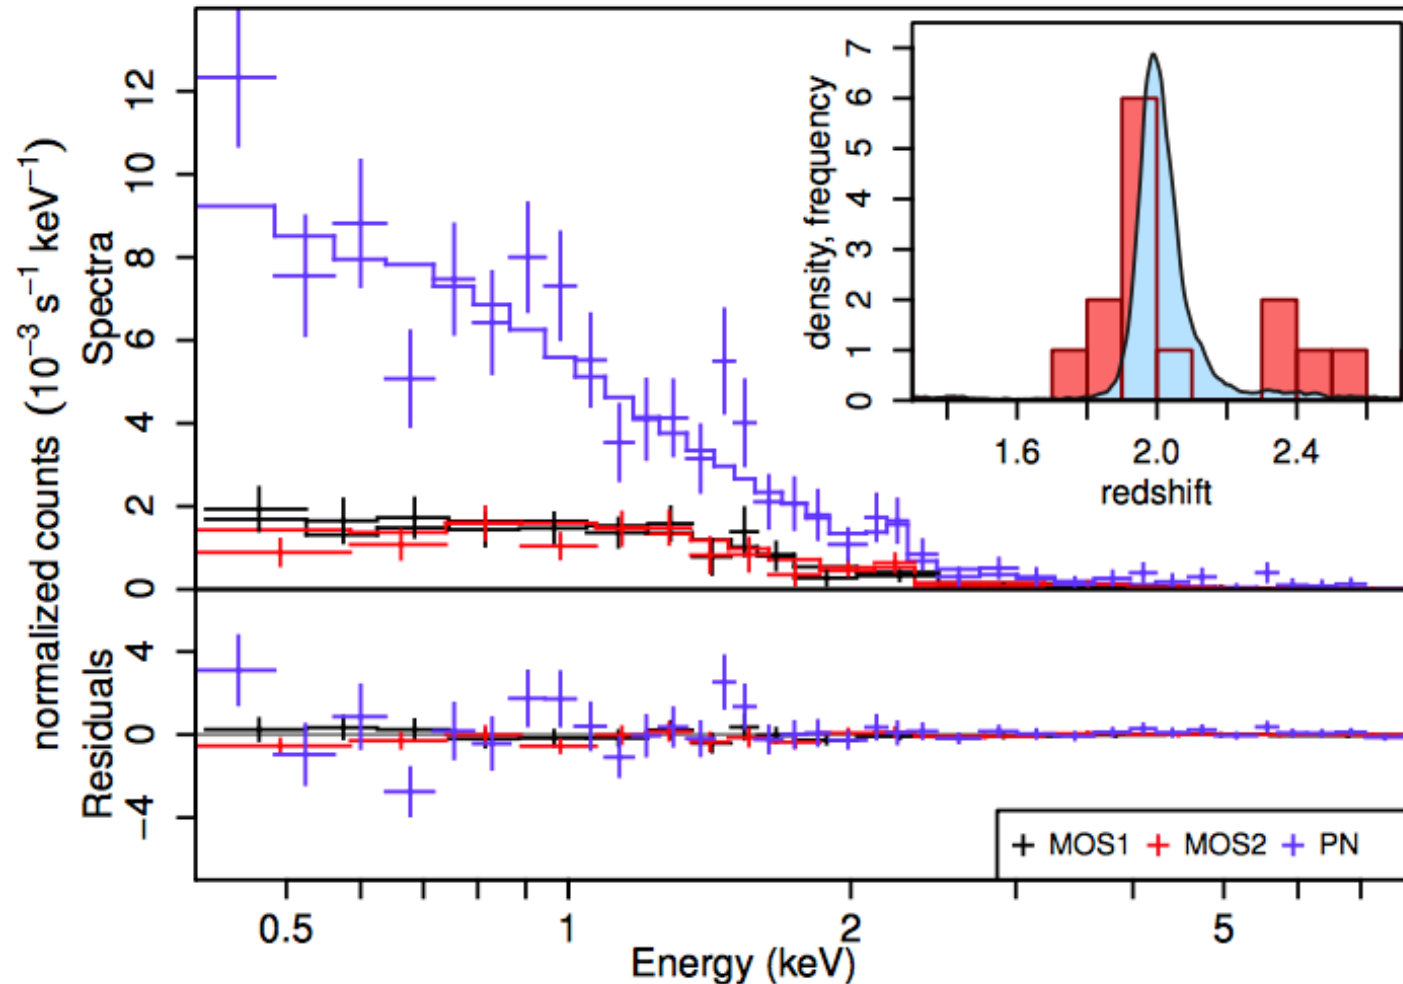 normalized counts (10⁻³ s⁻¹ keV⁻¹)
Spectra
Residuals
12
10
8
6
4
2
0
4
0
−4
0.5 1 2 5
Energy (keV)
density, frequency
7
6
5
4
3
2
1
0
1.6 2.0 2.4
redshift
MOS1 MOS2 PN